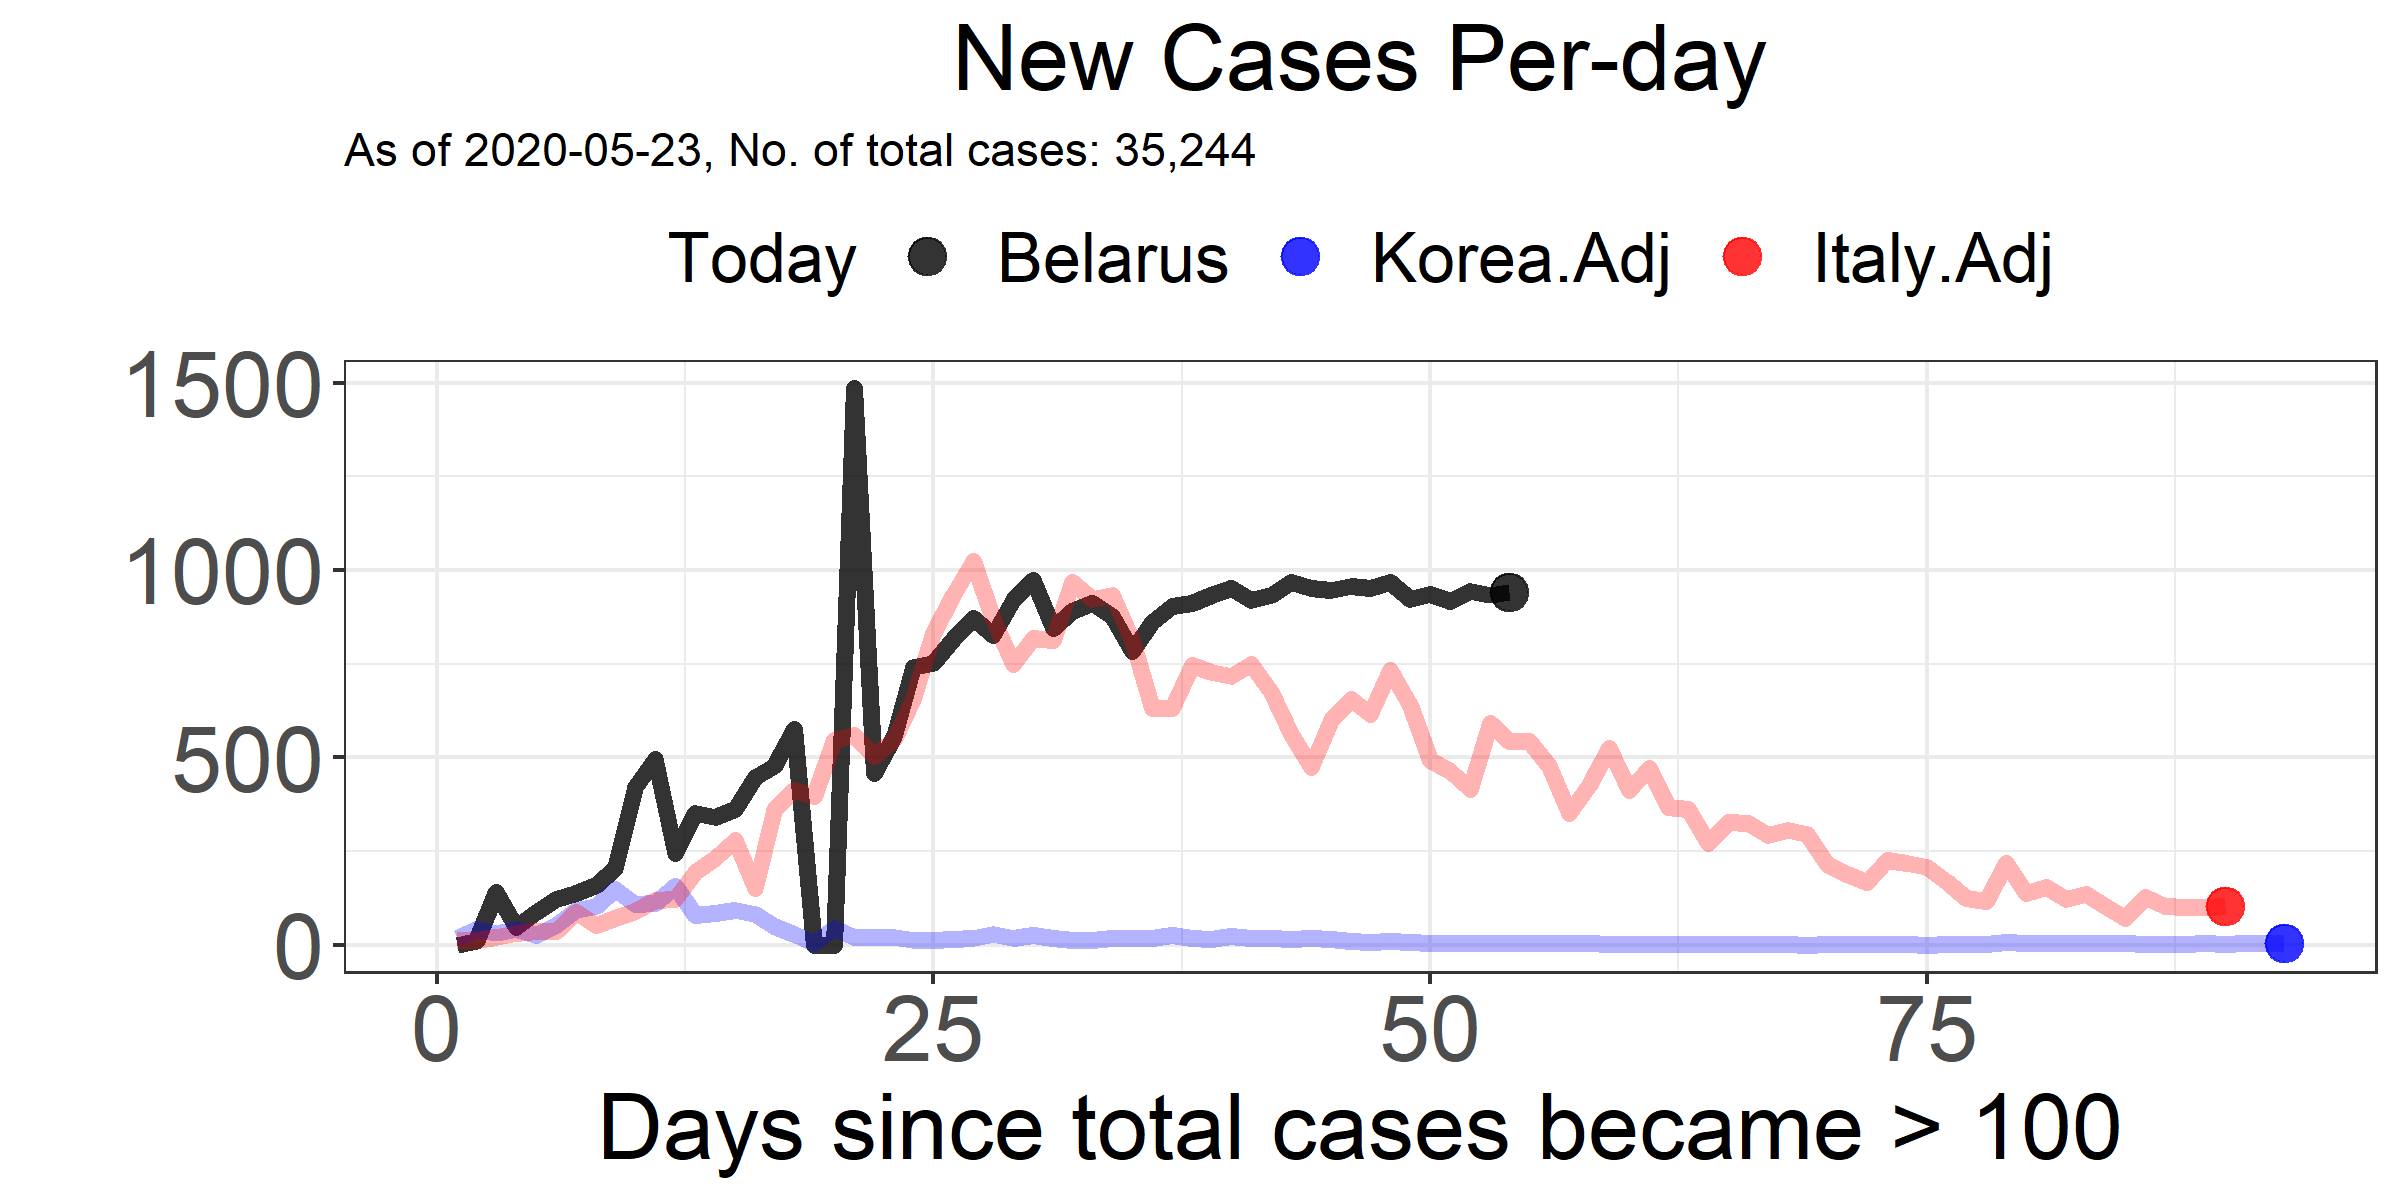 New Cases Per-day
As of 2020-05-23, No. of total cases: 35,244
Today Belarus Korea.Adj Italy.Adj
1500
1000
500
0
0 25 50 75
Days since total cases became > 100